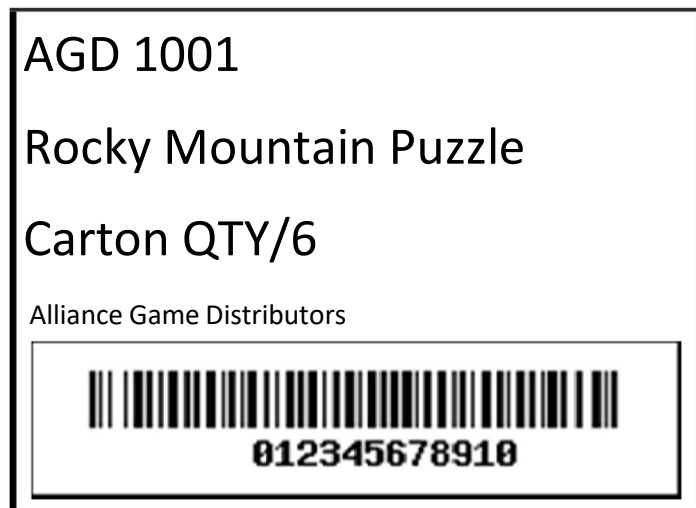 AGD 1001
Rocky Mountain Puzzle
Carton QTY/6
Alliance Game Distributors
012345678910